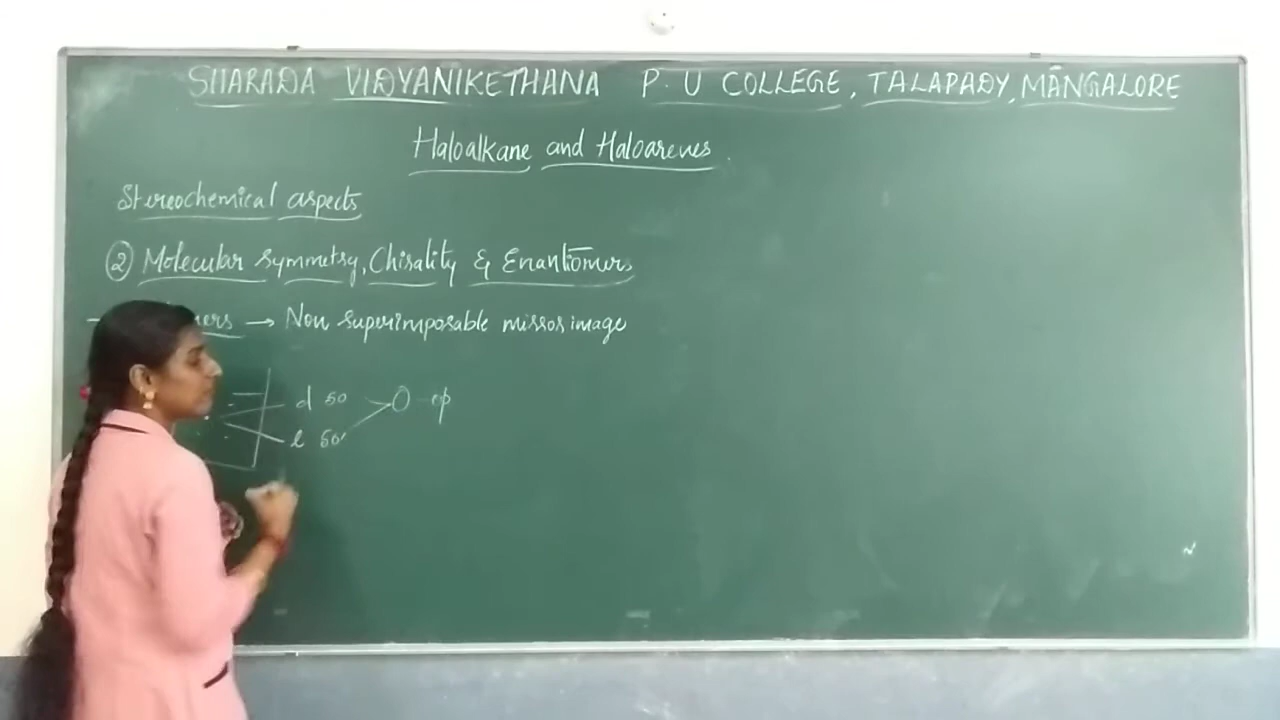 SHARADA VIDYANIKETHANA P.U COLLEGE, TALAPADY, MANGALORE
Haloalkane and Haloarenes
Stereochemical aspects
② Molecular symmetry, Chirality & Enantiomers
→ Non superimposable mirror image
d 50
l 50
O